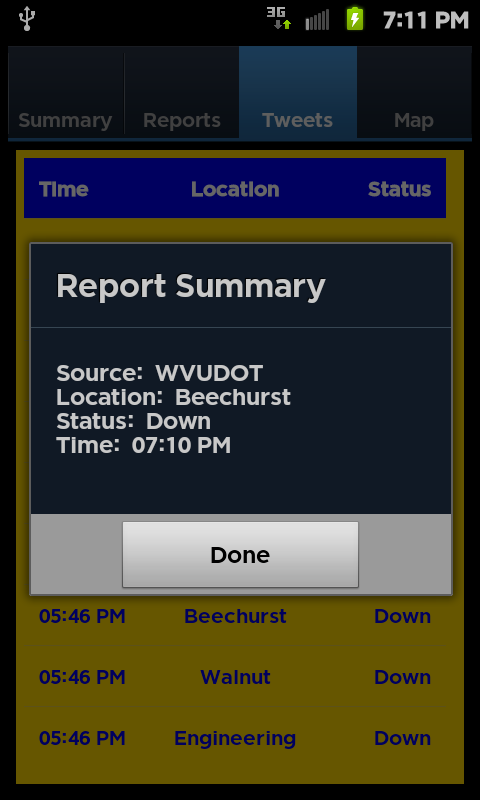 3G 7:11 PM
Summary Reports Tweets Map
Time Location Status
Report Summary
Source: WVUDOT
Location: Beechurst
Status: Down
Time: 07:10 PM
Done
05:46 PM Beechurst Down
05:46 PM Walnut Down
05:46 PM Engineering Down